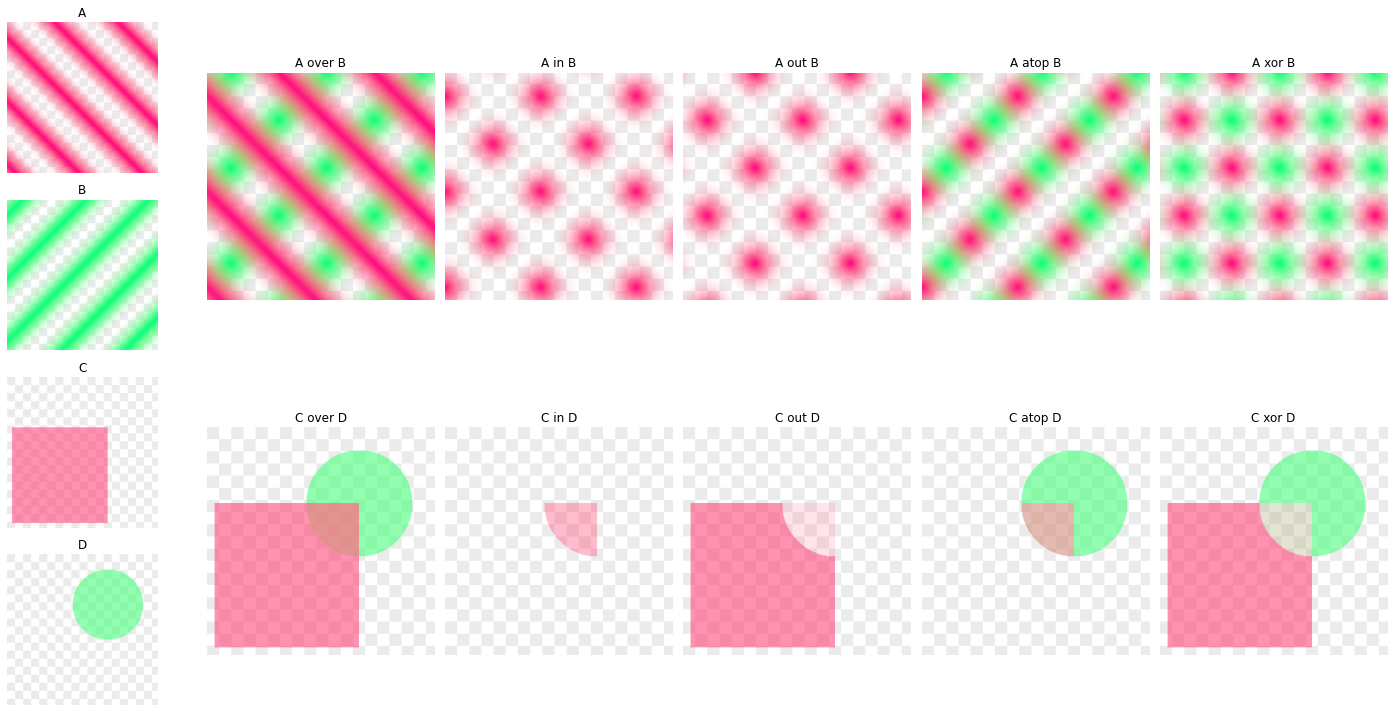 A
B
C
D
A over B
A in B
A out B
A atop B
A xor B
C over D
C in D
C out D
C atop D
C xor D